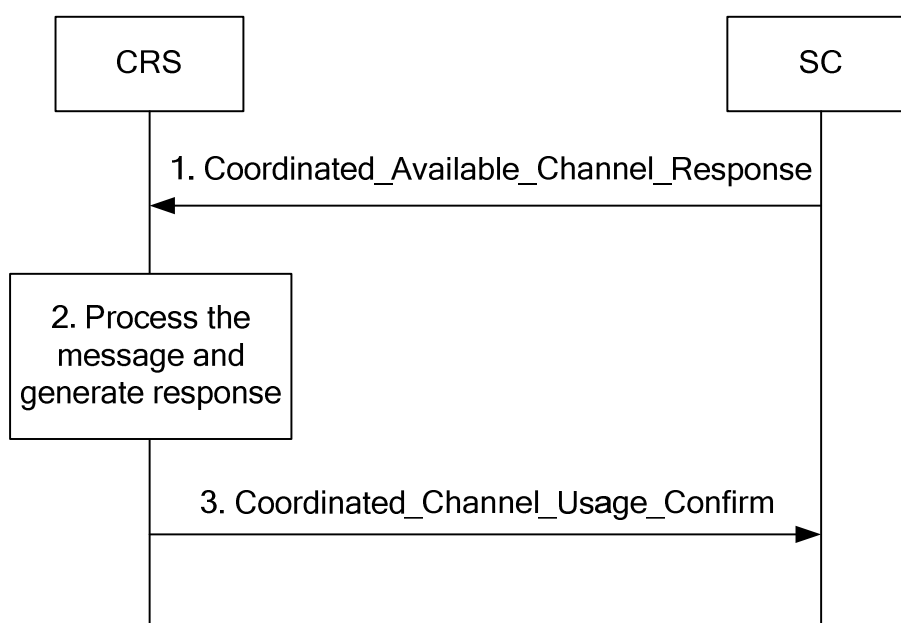 CRS
SC
1. Coordinated_Available_Channel_Response
2. Process the
message and
generate response
3. Coordinated_Channel_Usage_Confirm